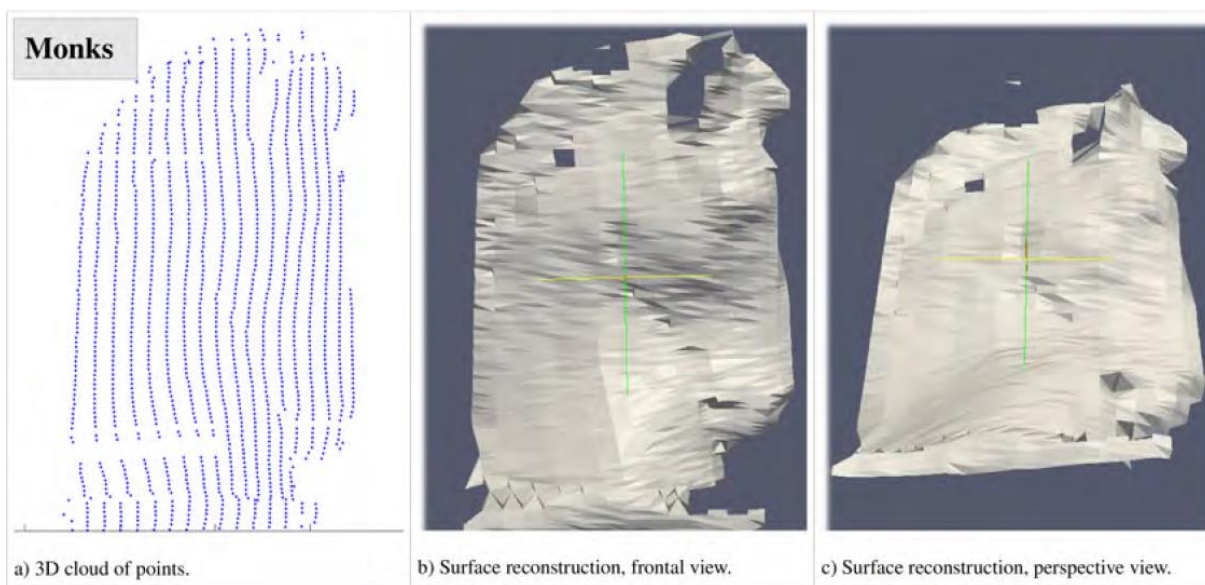 Monks
a) 3D cloud of points.
b) Surface reconstruction, frontal view.
c) Surface reconstruction, perspective view.